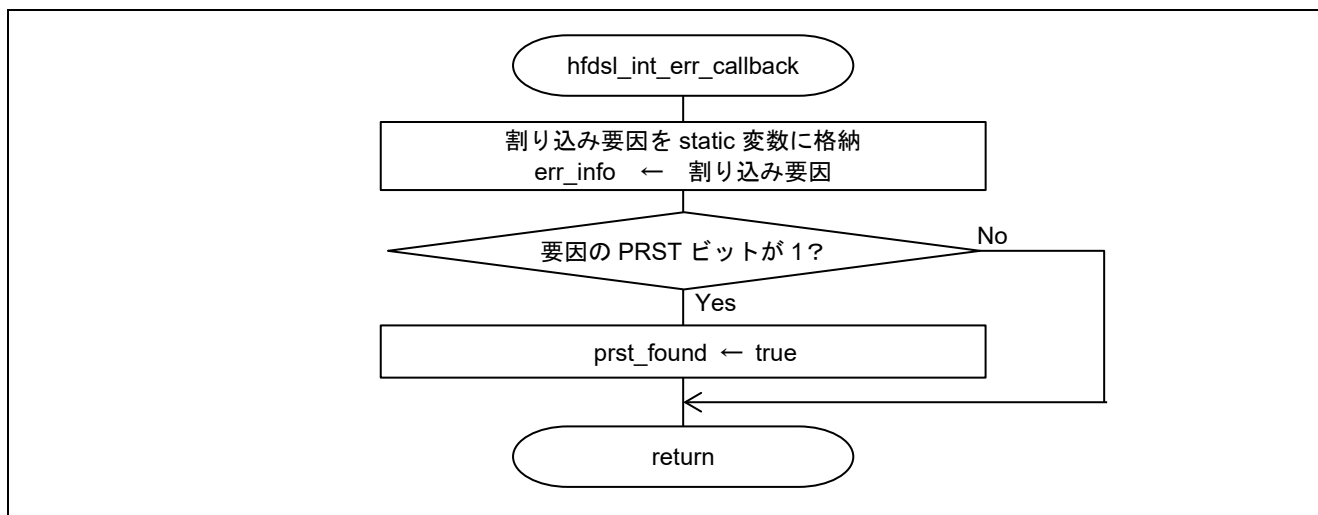 hfdsl_int_err_callback
割り込み要因を static 変数に格納
err_info ← 割り込み要因
要因の PRST ビットが 1?
No
Yes
prst_found ← true
return